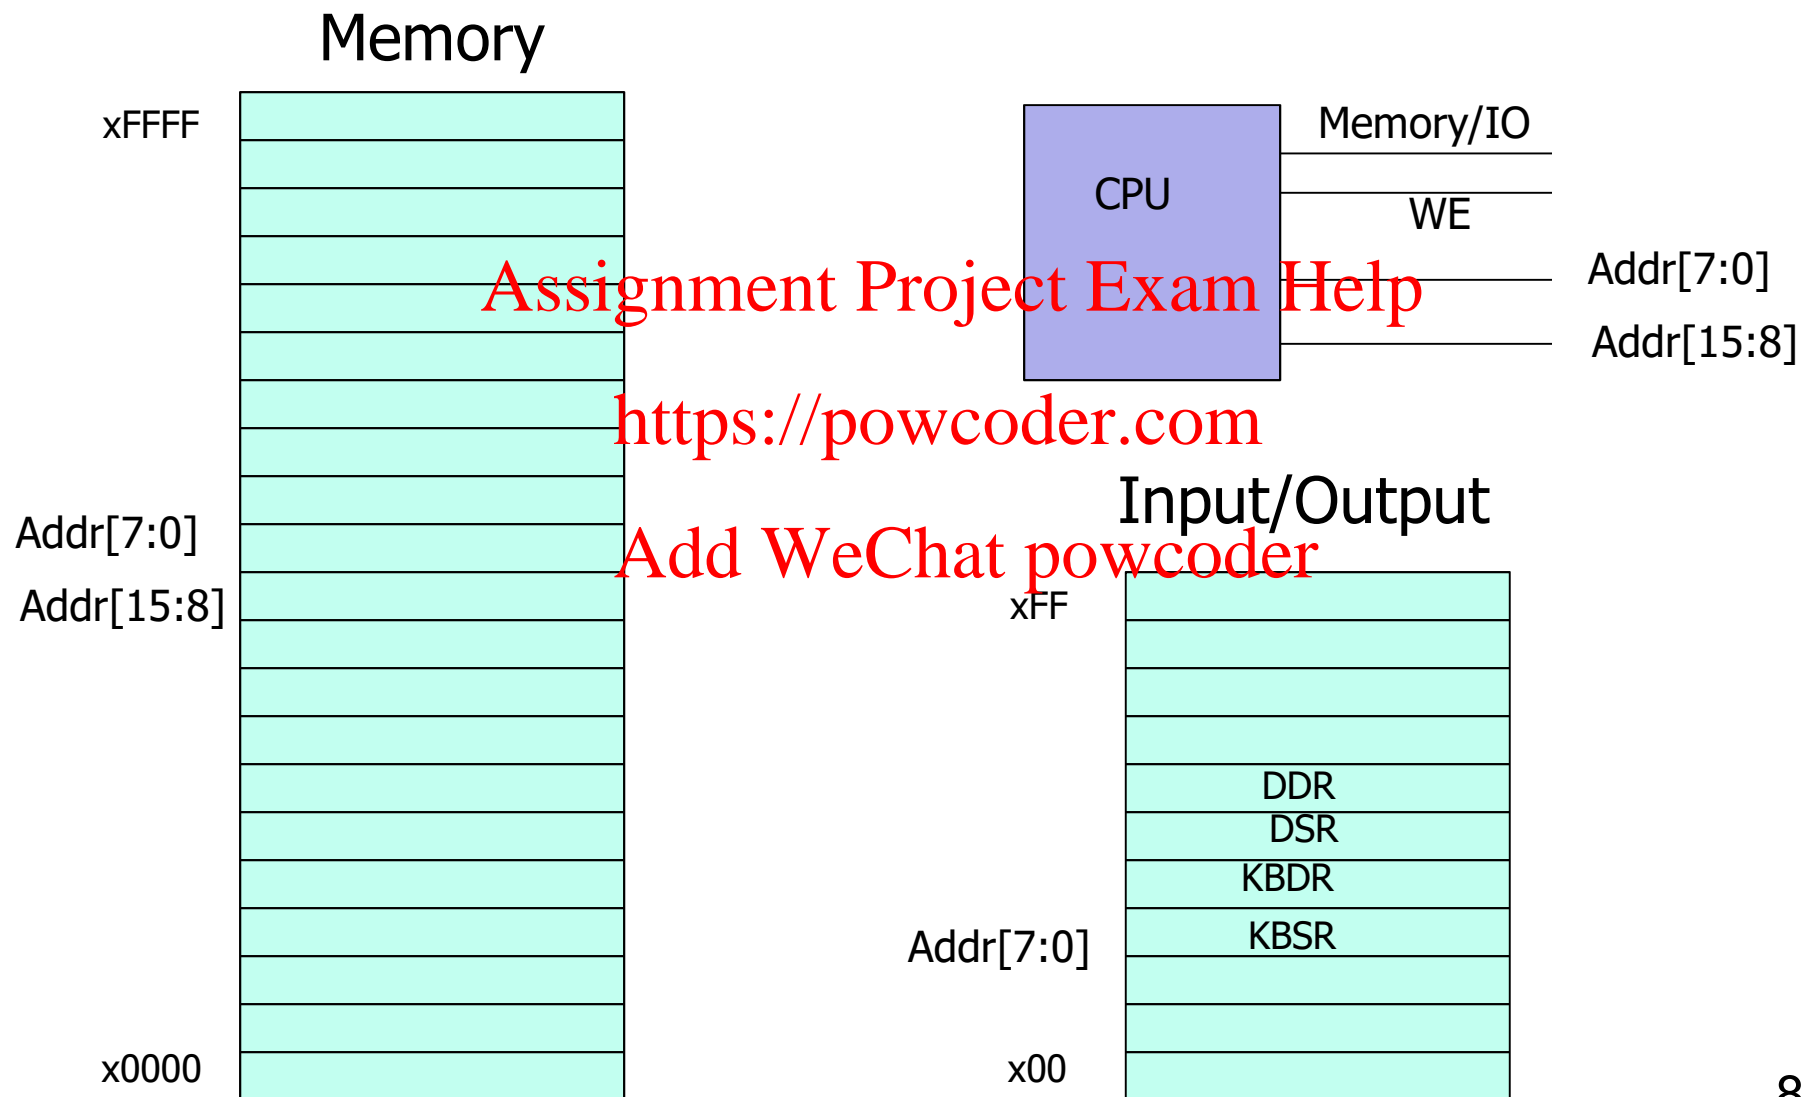 Memory
xFFFF
Memory/IO
CPU
WE
Addr[7:0]
Addr[15:8]
Assignment Project Exam Help
https://powcoder.com
Input/Output
Addr[7:0]
Add WeChat powcoder
Addr[15:8]
xFF
DDR
DSR
KBDR
KBSR
Addr[7:0]
x0000
x00
8